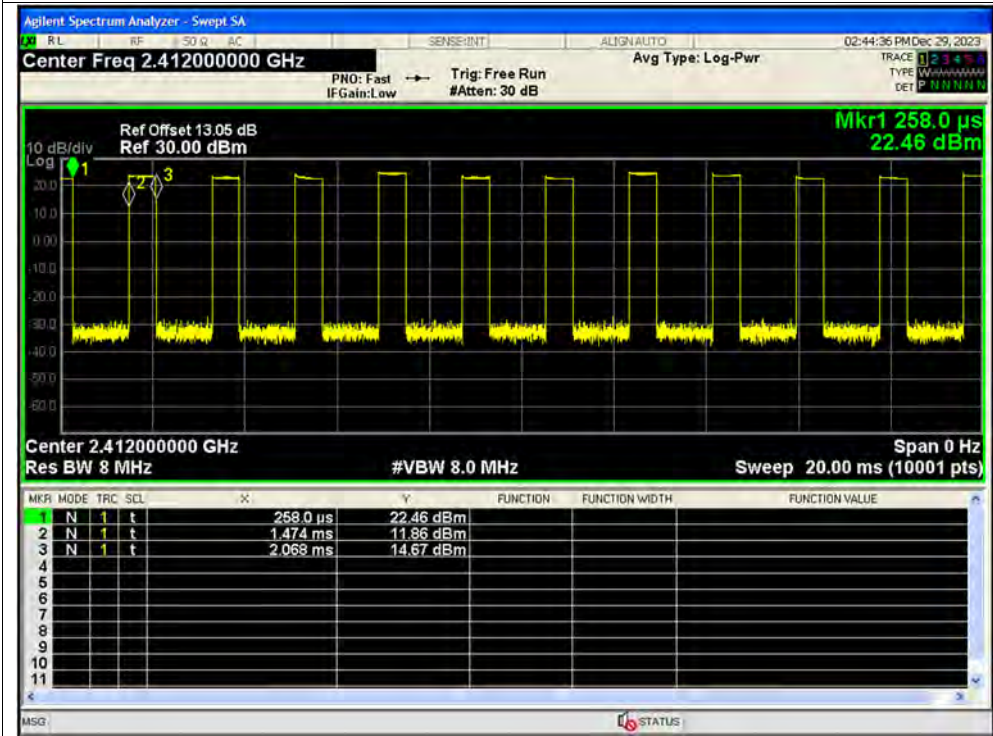 Agilent Spectrum Analyzer - Swept SA
RL RF 50 Ω AC SENSE:INT ALIGN AUTO 02:44:36 PM Dec 29, 2023
Center Freq 2.412000000 GHz
Avg Type: Log-Pwr
TRACE 1 2 3 4 5 6
PNO: Fast Trig: Free Run
TYPE W
IFGain:Low #Atten: 30 dB
DET P N N N N N
Mkr1 258.0 µs
Ref Offset 13.05 dB
22.46 dBm
10 dB/div Ref 30.00 dBm
Log
1
2
3
20.0
10.0
0.00
-10.0
-20.0
-30.0
-40.0
-50.0
-60.0
Center 2.412000000 GHz Span 0 Hz
Res BW 8 MHz #VBW 8.0 MHz Sweep 20.00 ms (10001 pts)
MKR MODE TRC SCL X Y FUNCTION FUNCTION WIDTH FUNCTION VALUE
1 N 1 t 258.0 µs 22.46 dBm
2 N 1 t 1.474 ms 11.86 dBm
3 N 1 t 2.068 ms 14.67 dBm
4
5
6
7
8
9
10
11
MSG STATUS